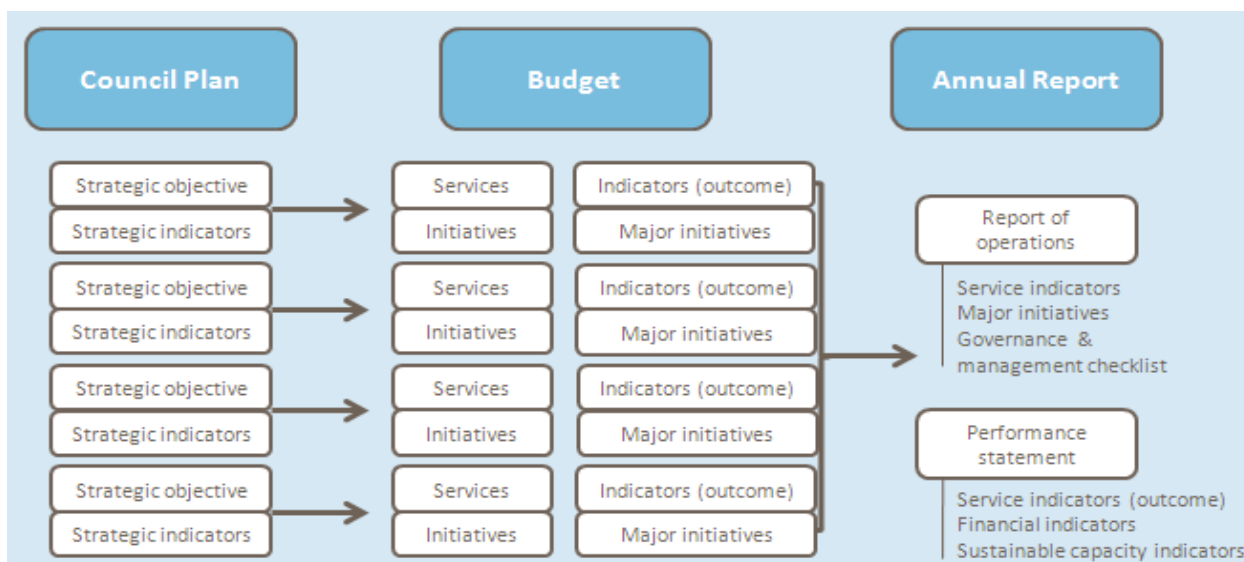 Council Plan
Budget
Annual Report
Strategic objective
Strategic indicators
Services
Initiatives
Indicators (outcome)
Major initiatives
Strategic objective
Strategic indicators
Services
Initiatives
Indicators (outcome)
Major initiatives
Strategic objective
Strategic indicators
Services
Initiatives
Indicators (outcome)
Major initiatives
Strategic objective
Strategic indicators
Services
Initiatives
Indicators (outcome)
Major initiatives
Report of
operations
Service indicators
Major initiatives
Governance &
management checklist
Performance
statement
Service indicators (outcome)
Financial indicators
Sustainable capacity indicators